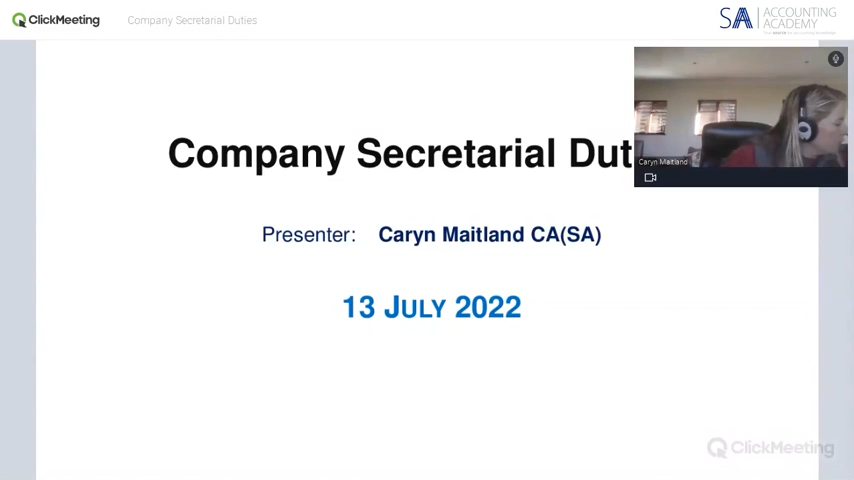 ClickMeeting
Company Secretarial Duties
SA ACCOUNTING
ACADEMY
Company Secretarial Dut
Caryn Maitland
Presenter: Caryn Maitland CA(SA)
13 JULY 2022
ClickMeeting